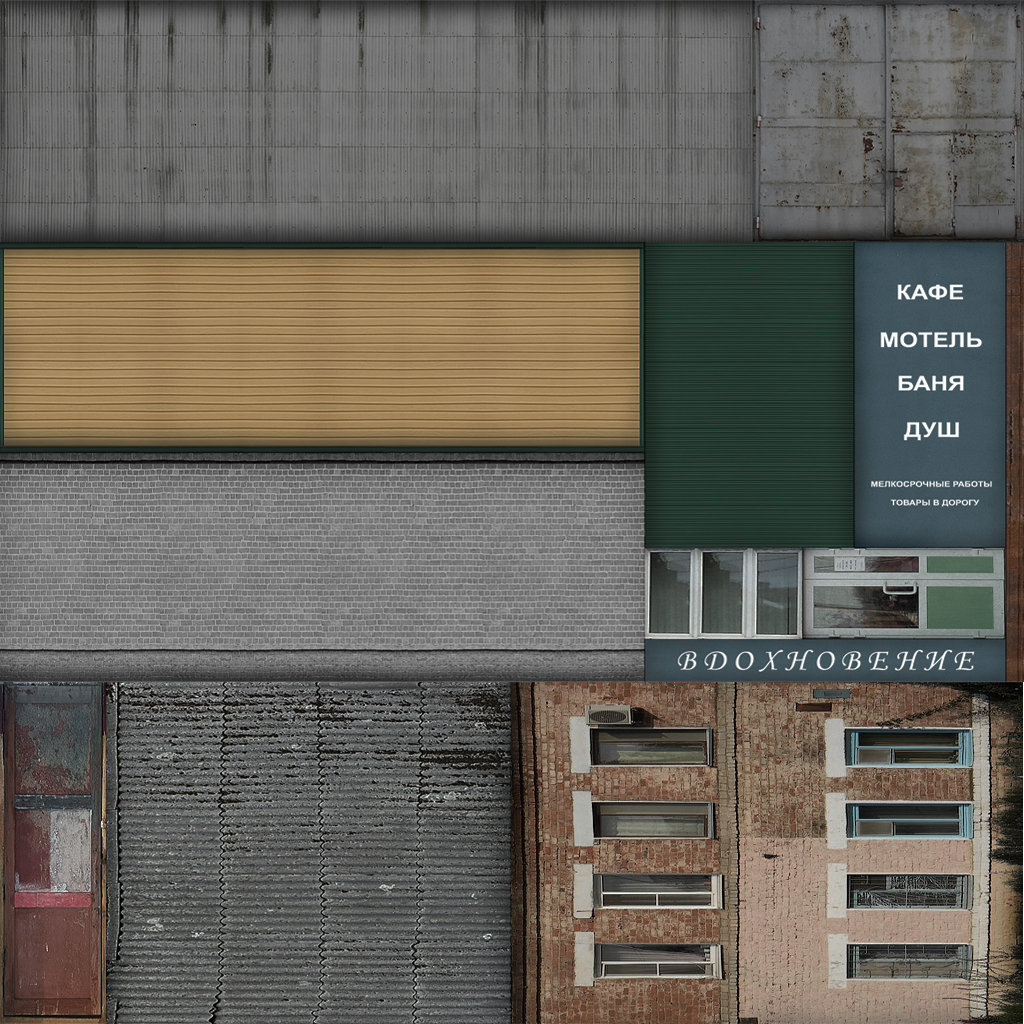 КАФЕ
МОТЕЛЬ
БАНЯ
ДУШ
МЕЛКОСРОЧНЫЕ РАБОТЫ
ТОВАРЫ В ДОРОГУ
ВДОХНОВЕНИЕ